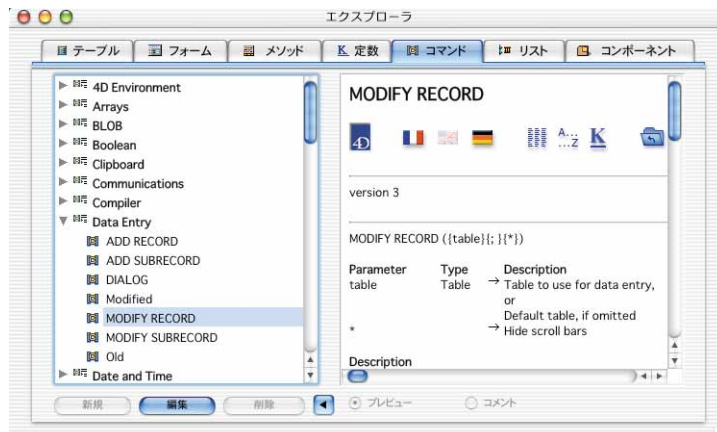 エクスプローラ
テーブル フォーム メソッド K 定数 コマンド リスト コンポーネント
4D Environment
Arrays
BLOB
Boolean
Clipboard
Communications
Compiler
Data Entry
ADD RECORD
ADD SUBRECORD
DIALOG
Modified
MODIFY RECORD
MODIFY SUBRECORD
Old
Date and Time
MODIFY RECORD
4D A... ...Z K
version 3
MODIFY RECORD ({table}{; }{*})
Parameter Type Description
table Table → Table to use for data entry,
or
Default table, if omitted
* → Hide scroll bars
Description
新規 編集 削除 プレビュー コメント